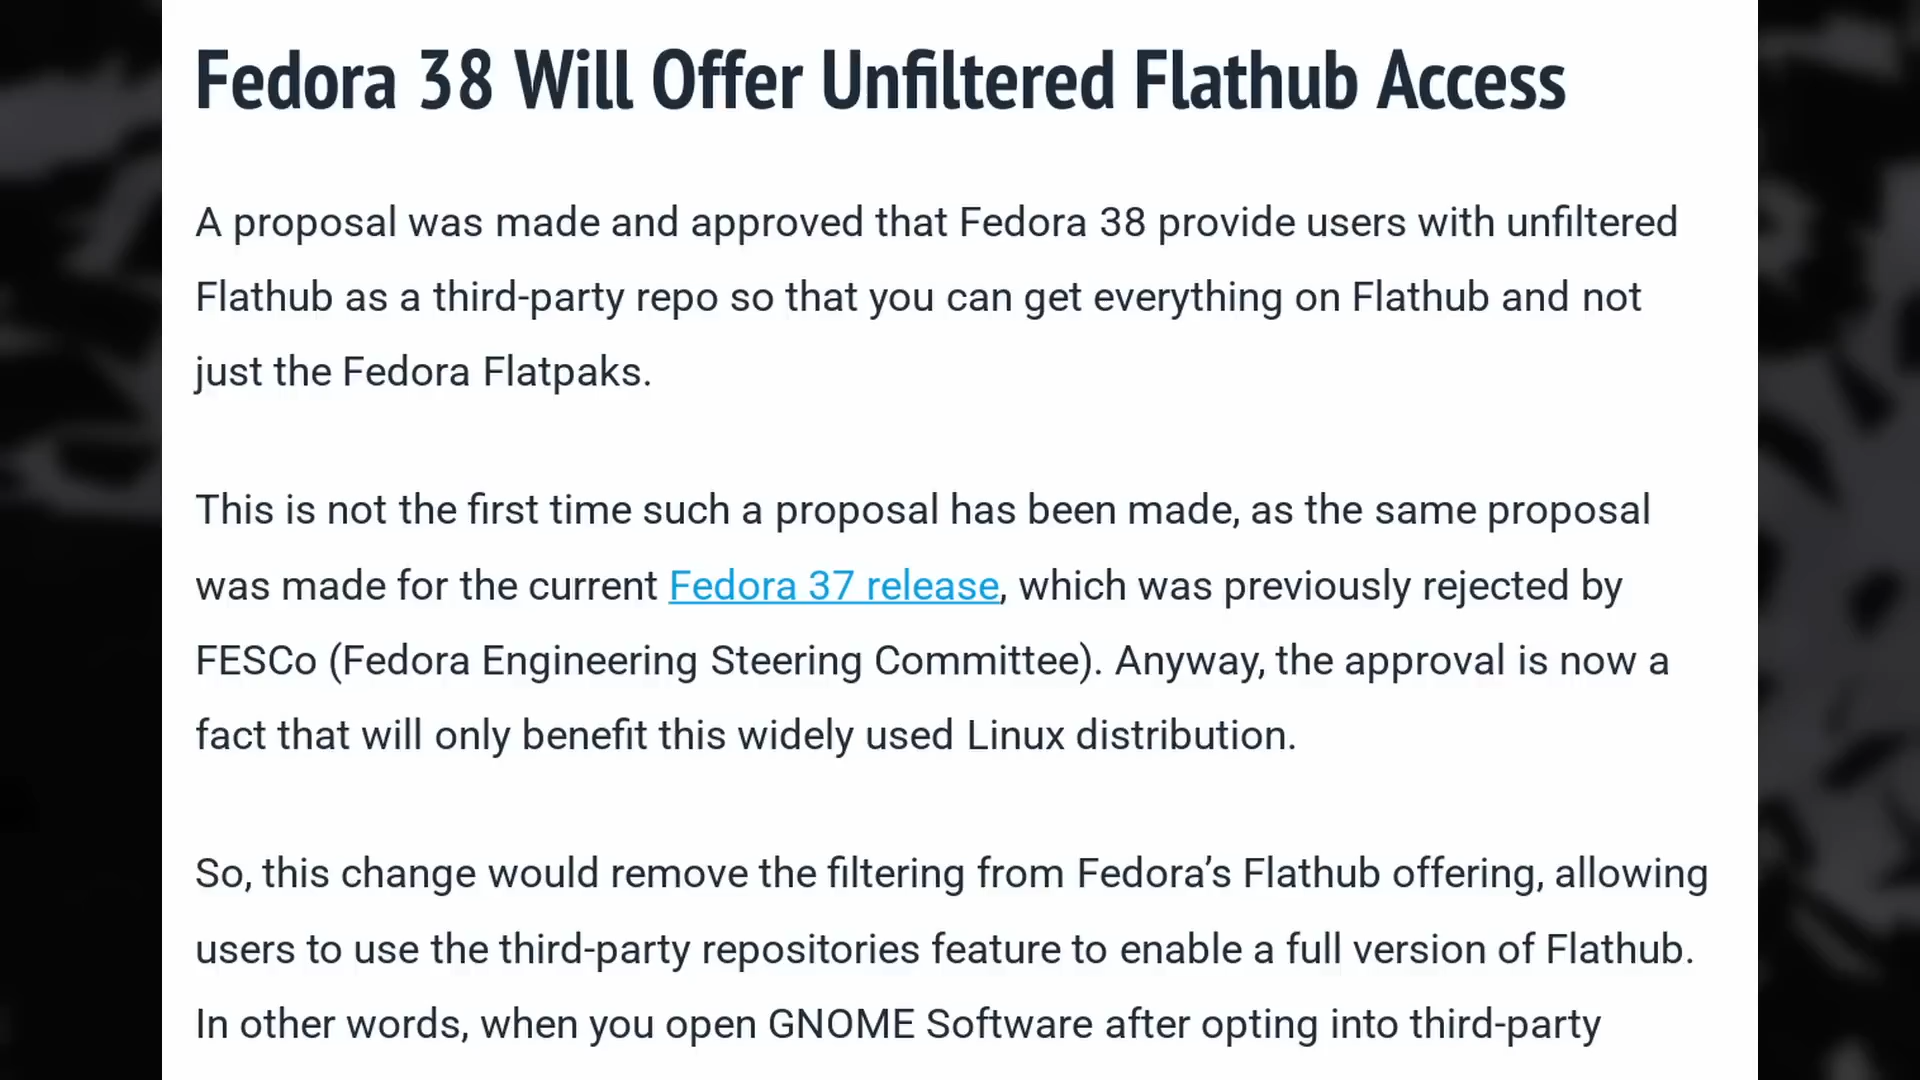 Fedora 38 Will Offer Unfiltered Flathub Access
A proposal was made and approved that Fedora 38 provide users with unfiltered
Flathub as a third-party repo so that you can get everything on Flathub and not
just the Fedora Flatpaks.
This is not the first time such a proposal has been made, as the same proposal
was made for the current Fedora 37 release, which was previously rejected by
FESCo (Fedora Engineering Steering Committee). Anyway, the approval is now a
fact that will only benefit this widely used Linux distribution.
So, this change would remove the filtering from Fedora’s Flathub offering, allowing
users to use the third-party repositories feature to enable a full version of Flathub.
In other words, when you open GNOME Software after opting into third-party